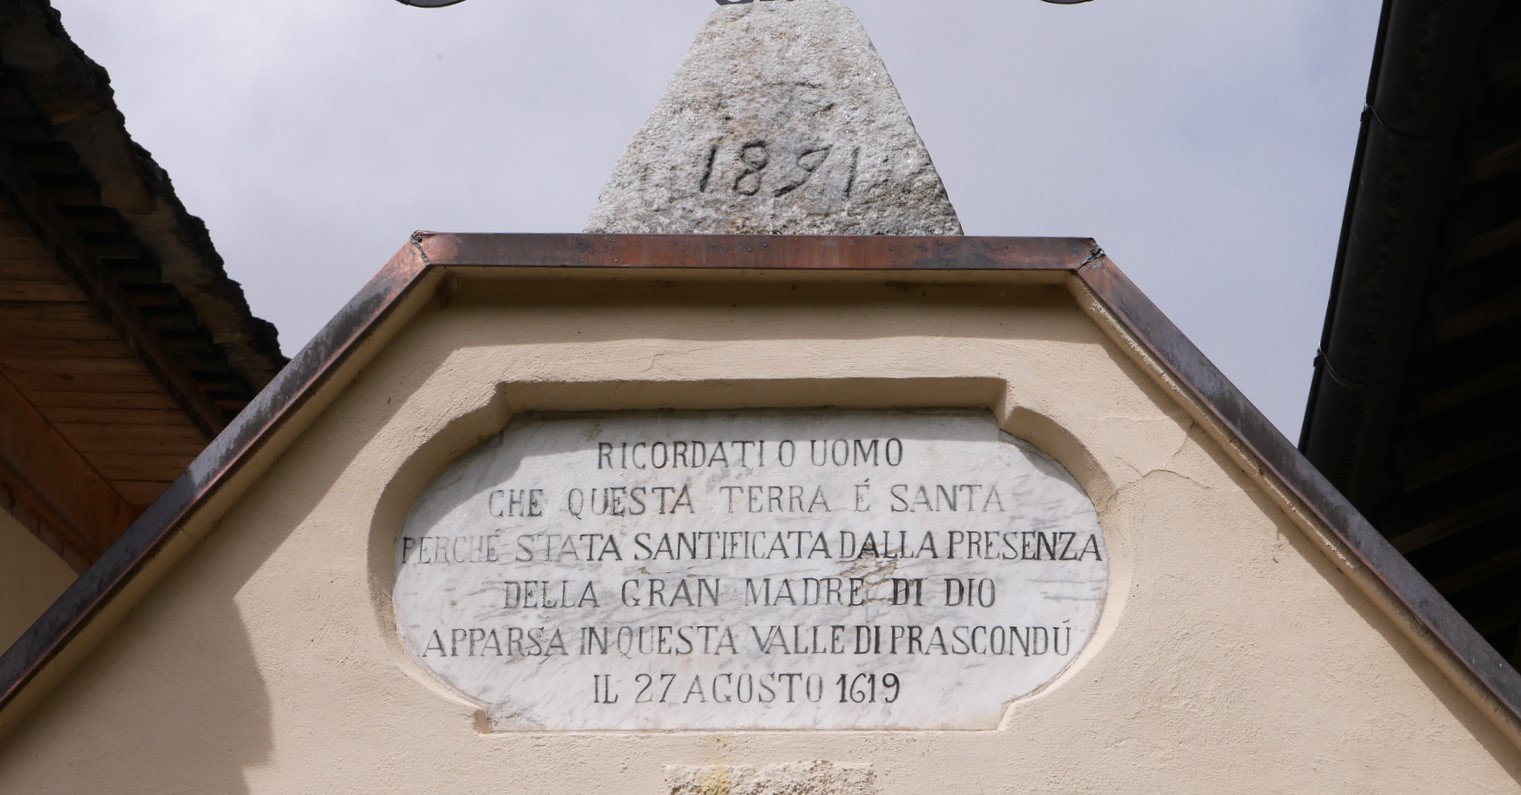 1891
RICORDATI O UOMO
CHE QUESTA TERRA É SANTA
PERCHÉ STATA SANTIFICATA DALLA PRESENZA
DELLA GRAN MADRE DI DIO
APPARSA IN QUESTA VALLE DI PRASCONDÚ
IL 27 AGOSTO 1619